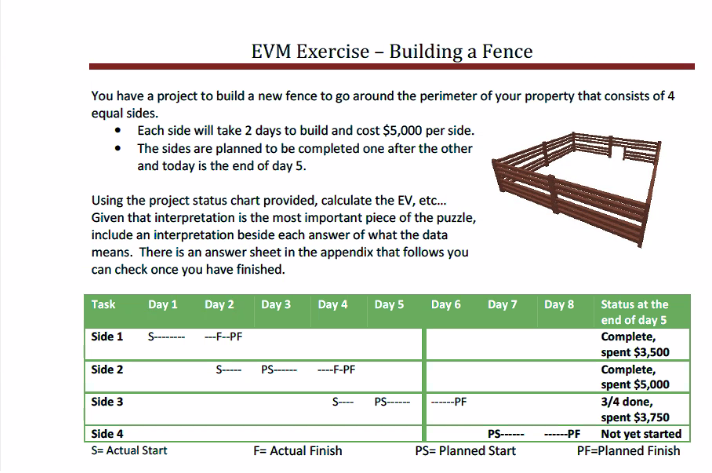 EVM Exercise – Building a Fence
You have a project to build a new fence to go around the perimeter of your property that consists of 4
equal sides.
• Each side will take 2 days to build and cost $5,000 per side.
• The sides are planned to be completed one after the other
and today is the end of day 5.
Using the project status chart provided, calculate the EV, etc...
Given that interpretation is the most important piece of the puzzle,
include an interpretation beside each answer of what the data
means. There is an answer sheet in the appendix that follows you
can check once you have finished.
Task Day 1 Day 2 Day 3 Day 4 Day 5 Day 6 Day 7 Day 8 Status at the
end of day 5
Side 1 S-------- ---F--PF Complete,
spent $3,500
Side 2 S----- PS------ ----F-PF Complete,
spent $5,000
Side 3 S---- PS------ ------PF 3/4 done,
spent $3,750
Side 4 PS------ ------PF Not yet started
S= Actual Start F= Actual Finish PS= Planned Start PF=Planned Finish